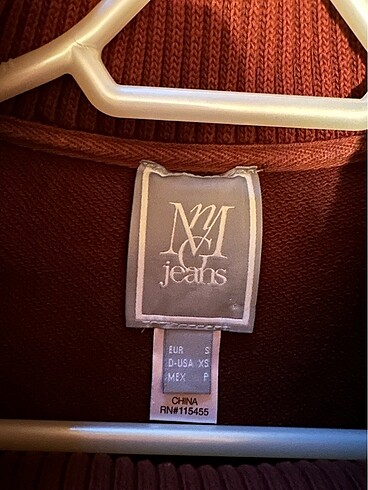 MNG
jeans
EUR S
D-USA XS
MEX P
CHINA
RN#115455